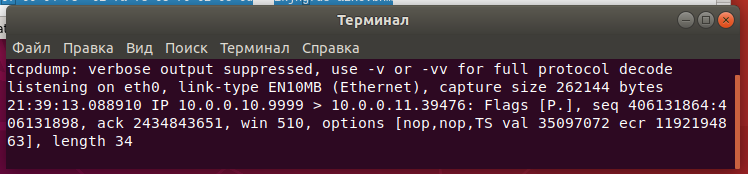 Терминал
Файл Правка Вид Поиск Терминал Справка
tcpdump: verbose output suppressed, use -v or -vv for full protocol decode
listening on eth0, link-type EN10MB (Ethernet), capture size 262144 bytes
21:39:13.088910 IP 10.0.0.10.9999 > 10.0.0.11.39476: Flags [P.], seq 406131864:4
06131898, ack 2434843651, win 510, options [nop,nop,TS val 35097072 ecr 11921948
63], length 34